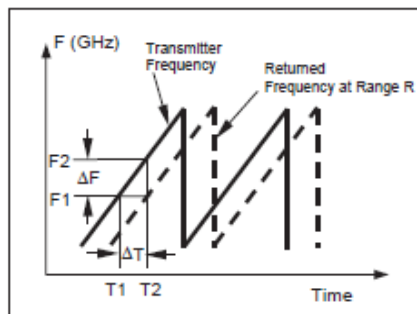 F (GHz)
Transmitter
Frequency
Returned
Frequency at Range R
F2
ΔF
F1
ΔT
T1 T2
Time